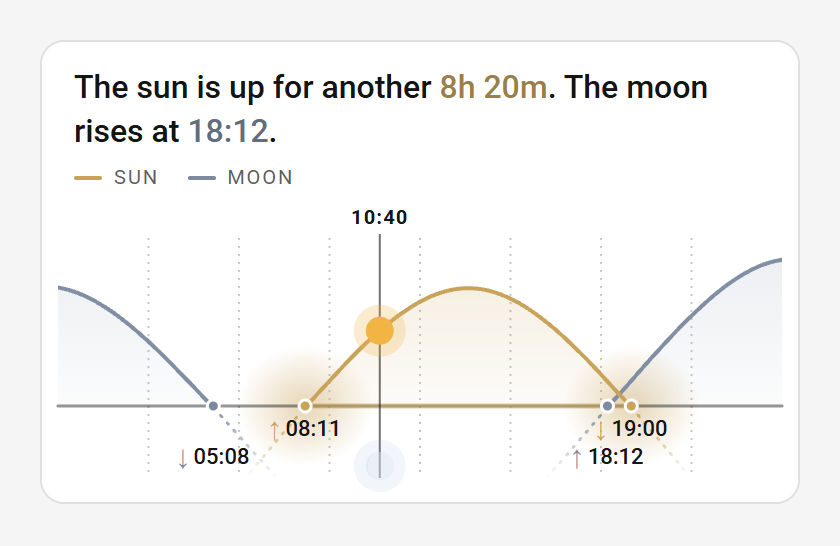 The sun is up for another 8h 20m. The moon
rises at 18:12.
SUN MOON
10:40
↑ 08:11 ↓ 19:00
↓ 05:08 ↑ 18:12